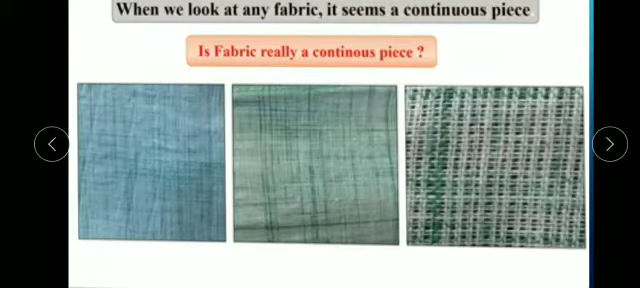 When we look at any fabric, it seems a continuous piece
Is Fabric really a continous piece ?